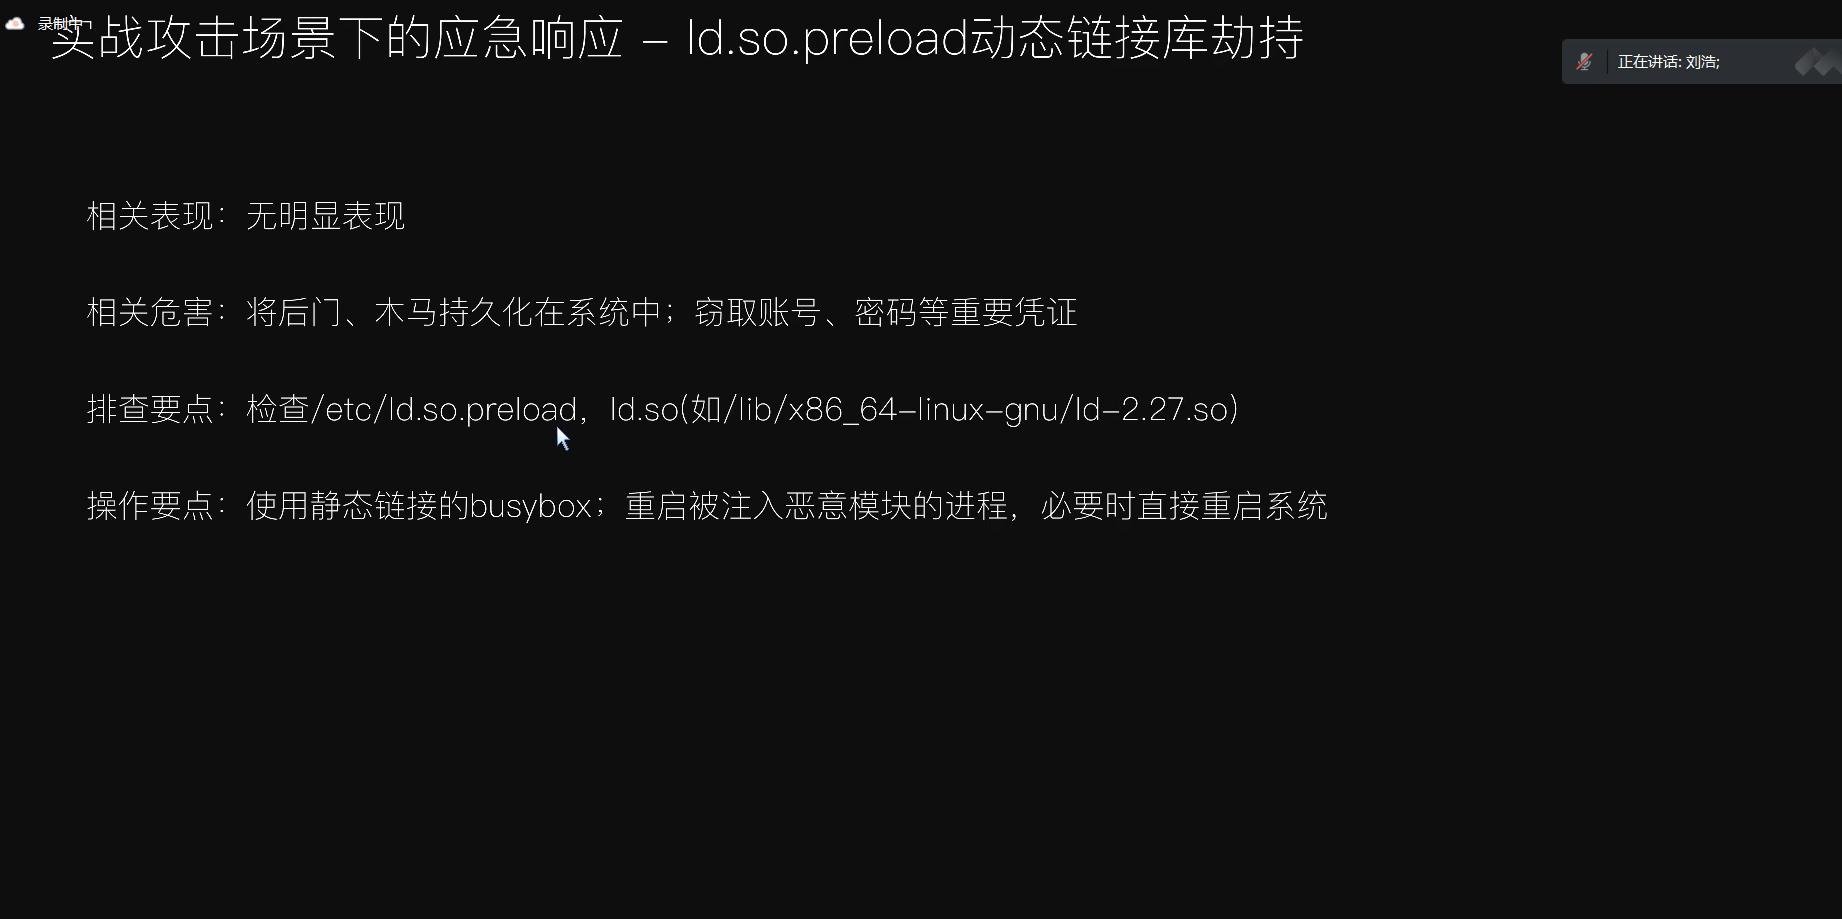 录制中
实战攻击场景下的应急响应 – ld.so.preload动态链接库劫持
正在讲话: 刘浩;
相关表现：无明显表现
相关危害：将后门、木马持久化在系统中；窃取账号、密码等重要凭证
排查要点：检查/etc/ld.so.preload，ld.so(如/lib/x86_64–linux–gnu/ld–2.27.so)
操作要点：使用静态链接的busybox；重启被注入恶意模块的进程，必要时直接重启系统